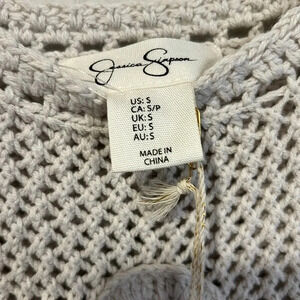 Jessica Simpson
US: S
CA: S/P
UK: S
EU: S
AU: S
MADE IN
CHINA